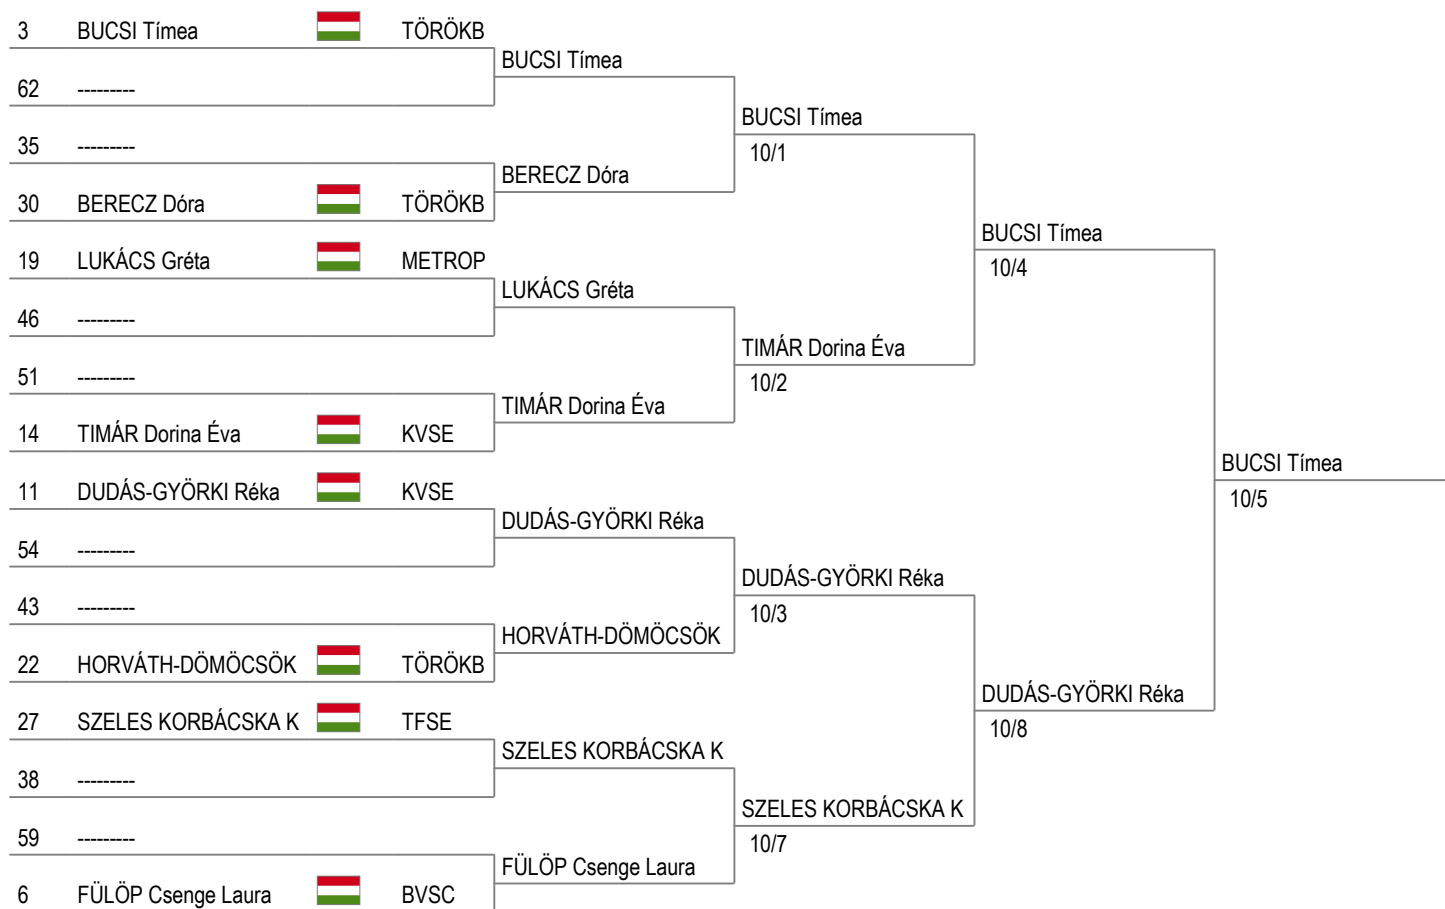 3 BUCSI Tímea TÖRÖKB
BUCSI Tímea
62 ---------
BUCSI Tímea
35 ---------
10/1
BERECZ Dóra
30 BERECZ Dóra TÖRÖKB
BUCSI Tímea
19 LUKÁCS Gréta METROP
10/4
LUKÁCS Gréta
46 ---------
TIMÁR Dorina Éva
51 ---------
10/2
TIMÁR Dorina Éva
14 TIMÁR Dorina Éva KVSE
BUCSI Tímea
11 DUDÁS-GYÖRKI Réka KVSE
10/5
DUDÁS-GYÖRKI Réka
54 ---------
DUDÁS-GYÖRKI Réka
43 ---------
10/3
HORVÁTH-DÖMÖCSÖK
22 HORVÁTH-DÖMÖCSÖK TÖRÖKB
DUDÁS-GYÖRKI Réka
27 SZELES KORBÁCSKA K TFSE
10/8
SZELES KORBÁCSKA K
38 ---------
SZELES KORBÁCSKA K
59 ---------
10/7
FÜLÖP Csenge Laura
6 FÜLÖP Csenge Laura BVSC